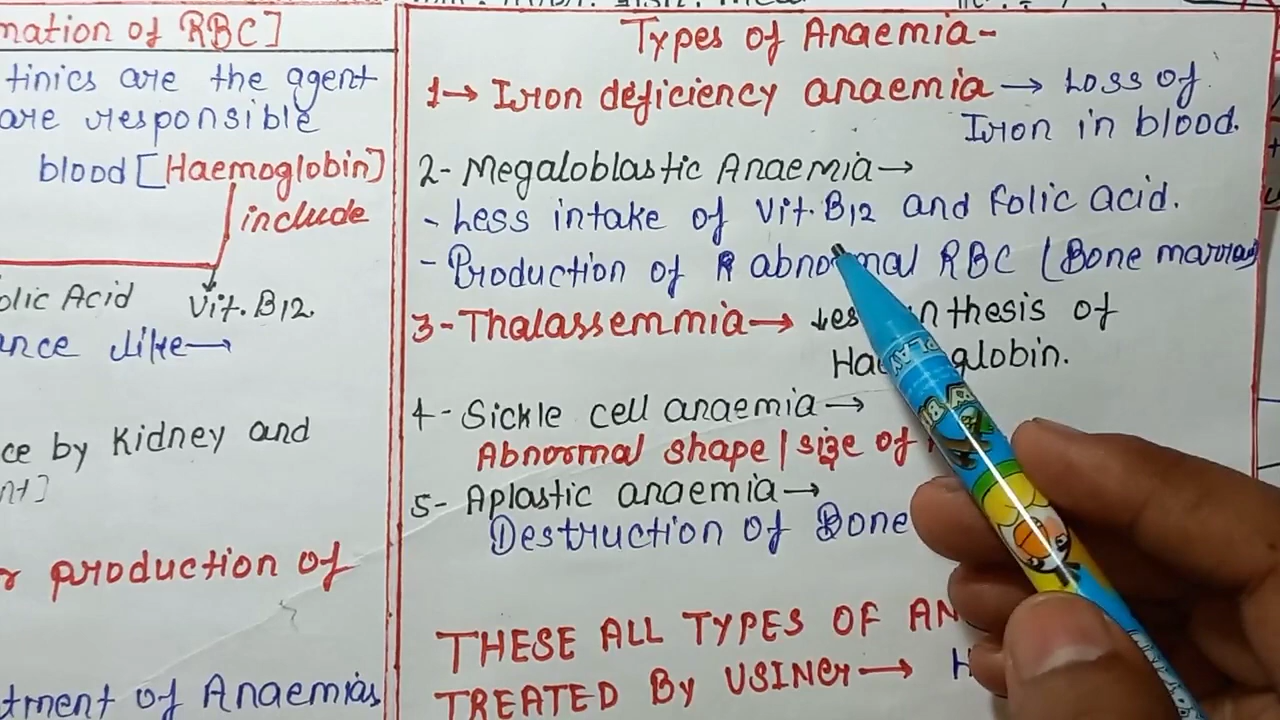 mation of RBC]
tinics are the agent
are responsible
blood [Haemoglobin]
include
olic Acid Vit. B12.
ance like→
ce by Kidney and
nt]
r production of
tment of Anaemias
Types of Anaemia-
1→ Iron deficiency anaemia → Loss of
Iron in blood.
2- Megaloblastic Anaemia→
- Less intake of Vit. B12 and Folic acid.
- Production of abnormal RBC (Bone marrow)
3- Thalassemmia→ Haemoglobin.
4- Sickle cell anaemia→
Abnormal shape / size of
5- Aplastic anaemia→
Destruction of Bone
THESE ALL TYPES OF AN
TREATED By USING→ H
PLAY